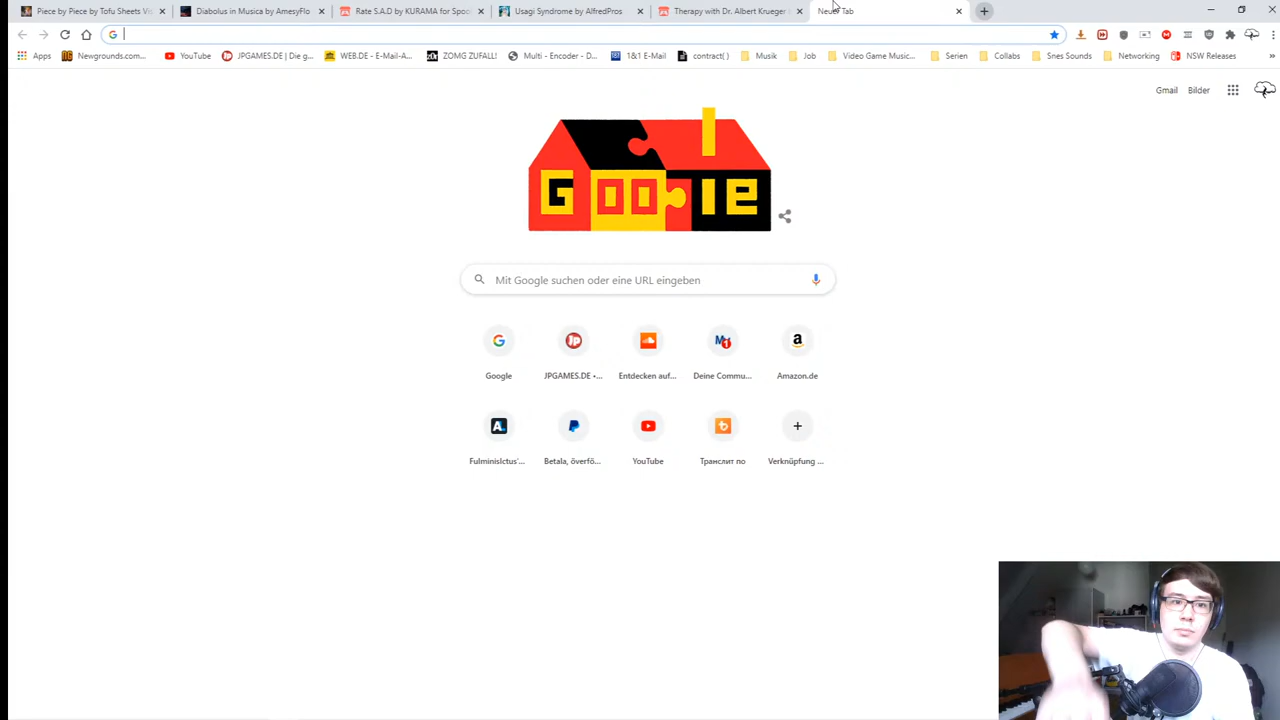 Piece by Piece by Tofu Sheets Vis
Diabolus in Musica by AmesyFlo
Rate S.A.D by KURAMA for Spoo
Usagi Syndrome by AlfredPros
Therapy with Dr. Albert Krueger
Neuer Tab
Apps
Newgrounds.com...
YouTube
JPGAMES.DE | Die g...
WEB.DE - E-Mail-A...
ZOMG ZUFALL!
Multi - Encoder - D...
1&1 E-Mail
contract( )
Musik
Job
Video Game Music...
Serien
Collabs
Snes Sounds
Networking
NSW Releases
»
Gmail
Bilder
Google
Mit Google suchen oder eine URL eingeben
Google
JPGAMES.DE •...
Entdecken auf...
Deine Commu...
Amazon.de
FulminisIctus'...
Betala, överfö...
YouTube
Транслит по
Verknüpfung ...